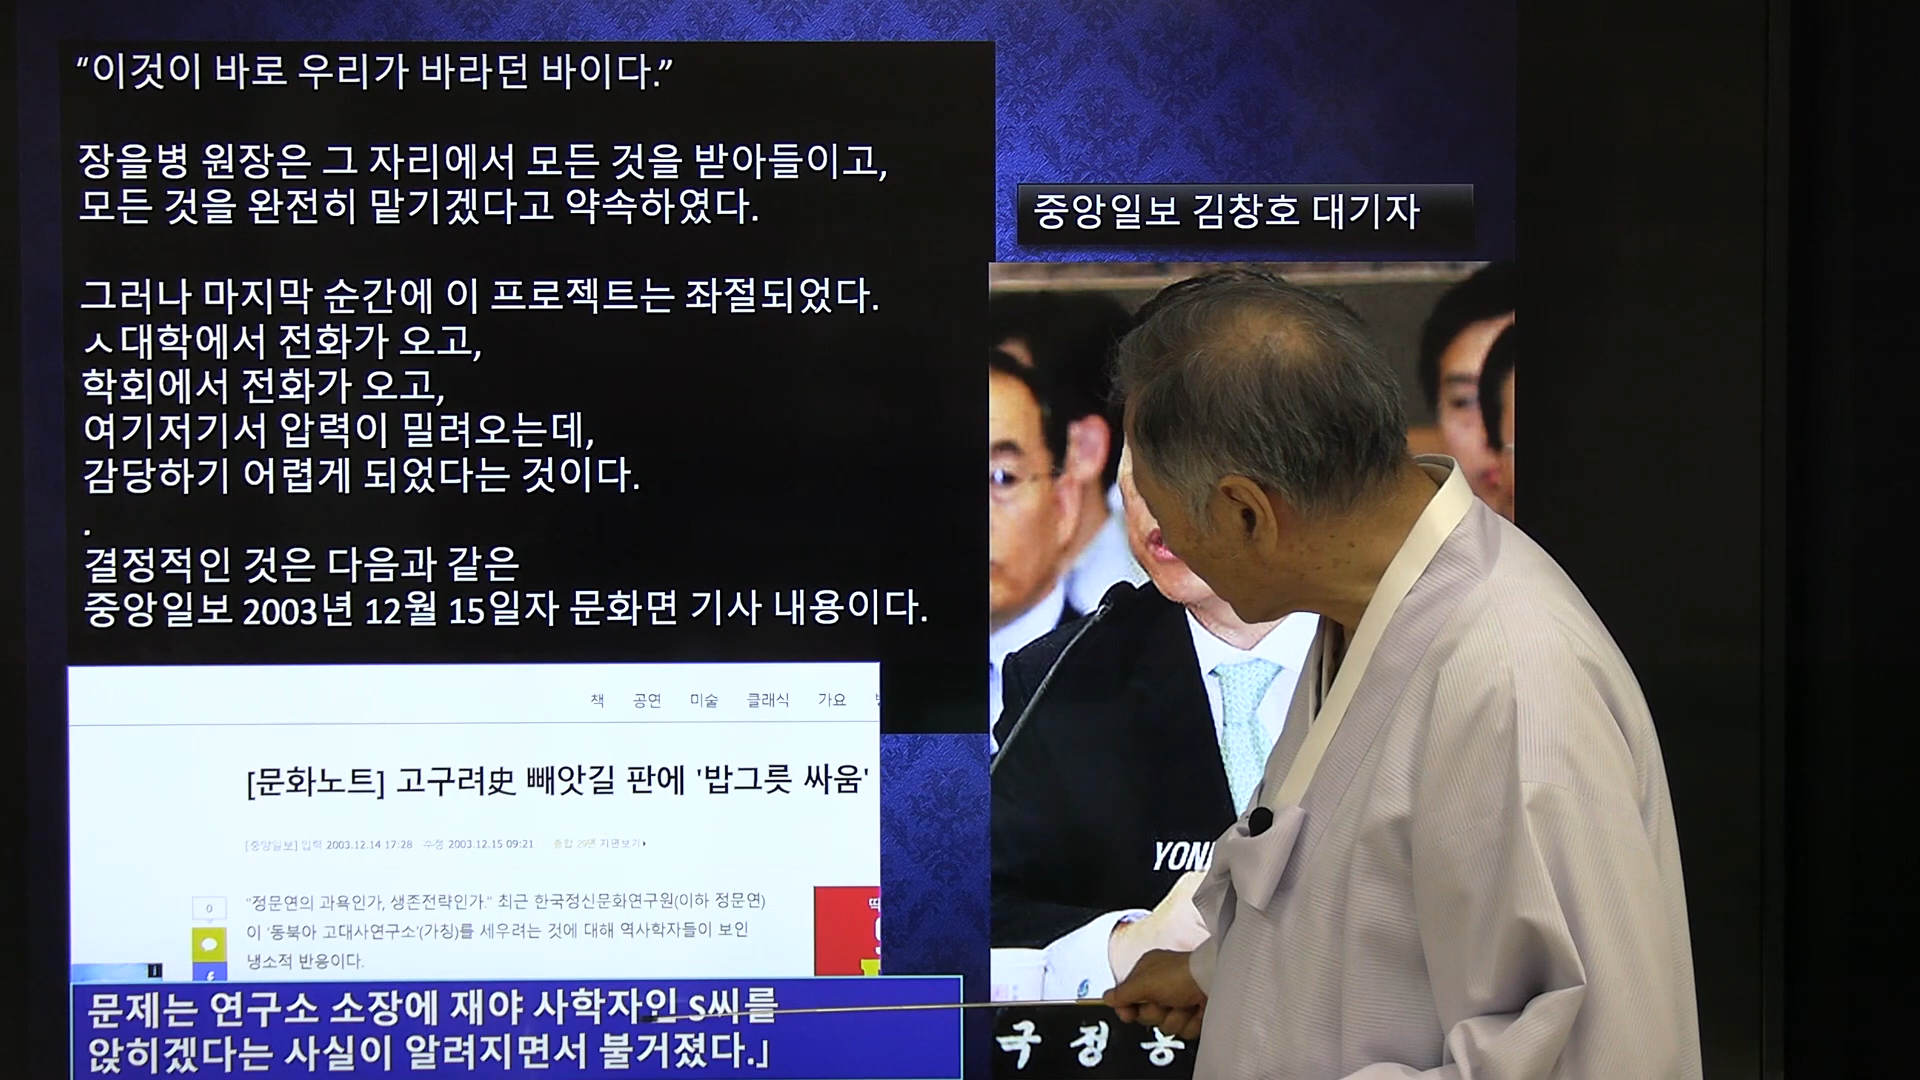 "이것이 바로 우리가 바라던 바이다."
장을병 원장은 그 자리에서 모든 것을 받아들이고,
모든 것을 완전히 맡기겠다고 약속하였다.
그러나 마지막 순간에 이 프로젝트는 좌절되었다.
ㅅ대학에서 전화가 오고,
학회에서 전화가 오고,
여기저기서 압력이 밀려오는데,
감당하기 어렵게 되었다는 것이다.
.
결정적인 것은 다음과 같은
중앙일보 2003년 12월 15일자 문화면 기사 내용이다.
중앙일보 김창호 대기자
책 공연 미술 클래식 가요
[문화노트] 고구려史 빼앗길 판에 '밥그릇 싸움'
[중앙일보] 입력 2003.12.14 17:28 수정 2003.12.15 09:21 종합 29면 지면보기
0
"정문연의 과욕인가, 생존전략인가." 최근 한국정신문화연구원(이하 정문연)
이 '동북아 고대사연구소'(가칭)를 세우려는 것에 대해 역사학자들이 보인
냉소적 반응이다.
문제는 연구소 소장에 재야 사학자인 S씨를
앉히겠다는 사실이 알려지면서 불거졌다.」
YON
국정홍